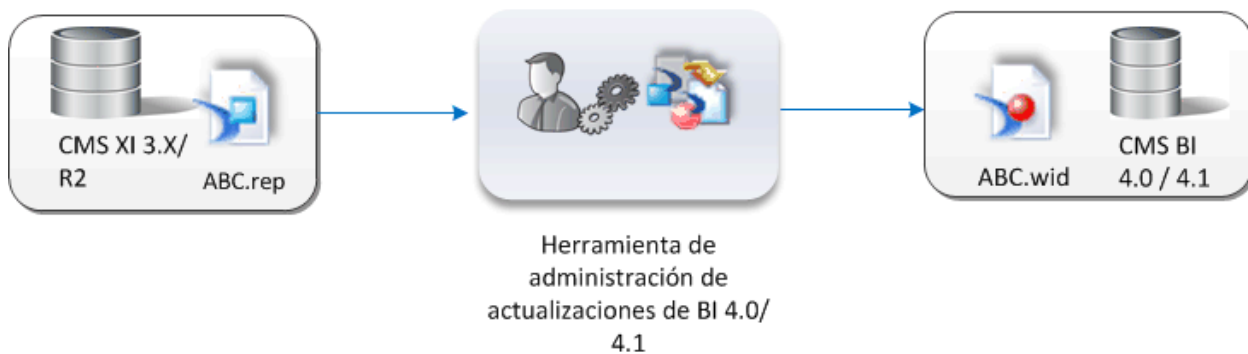 CMS XI 3.X/
R2
ABC.rep
Herramienta de
administración de
actualizaciones de BI 4.0/
4.1
ABC.wid
CMS BI
4.0 / 4.1